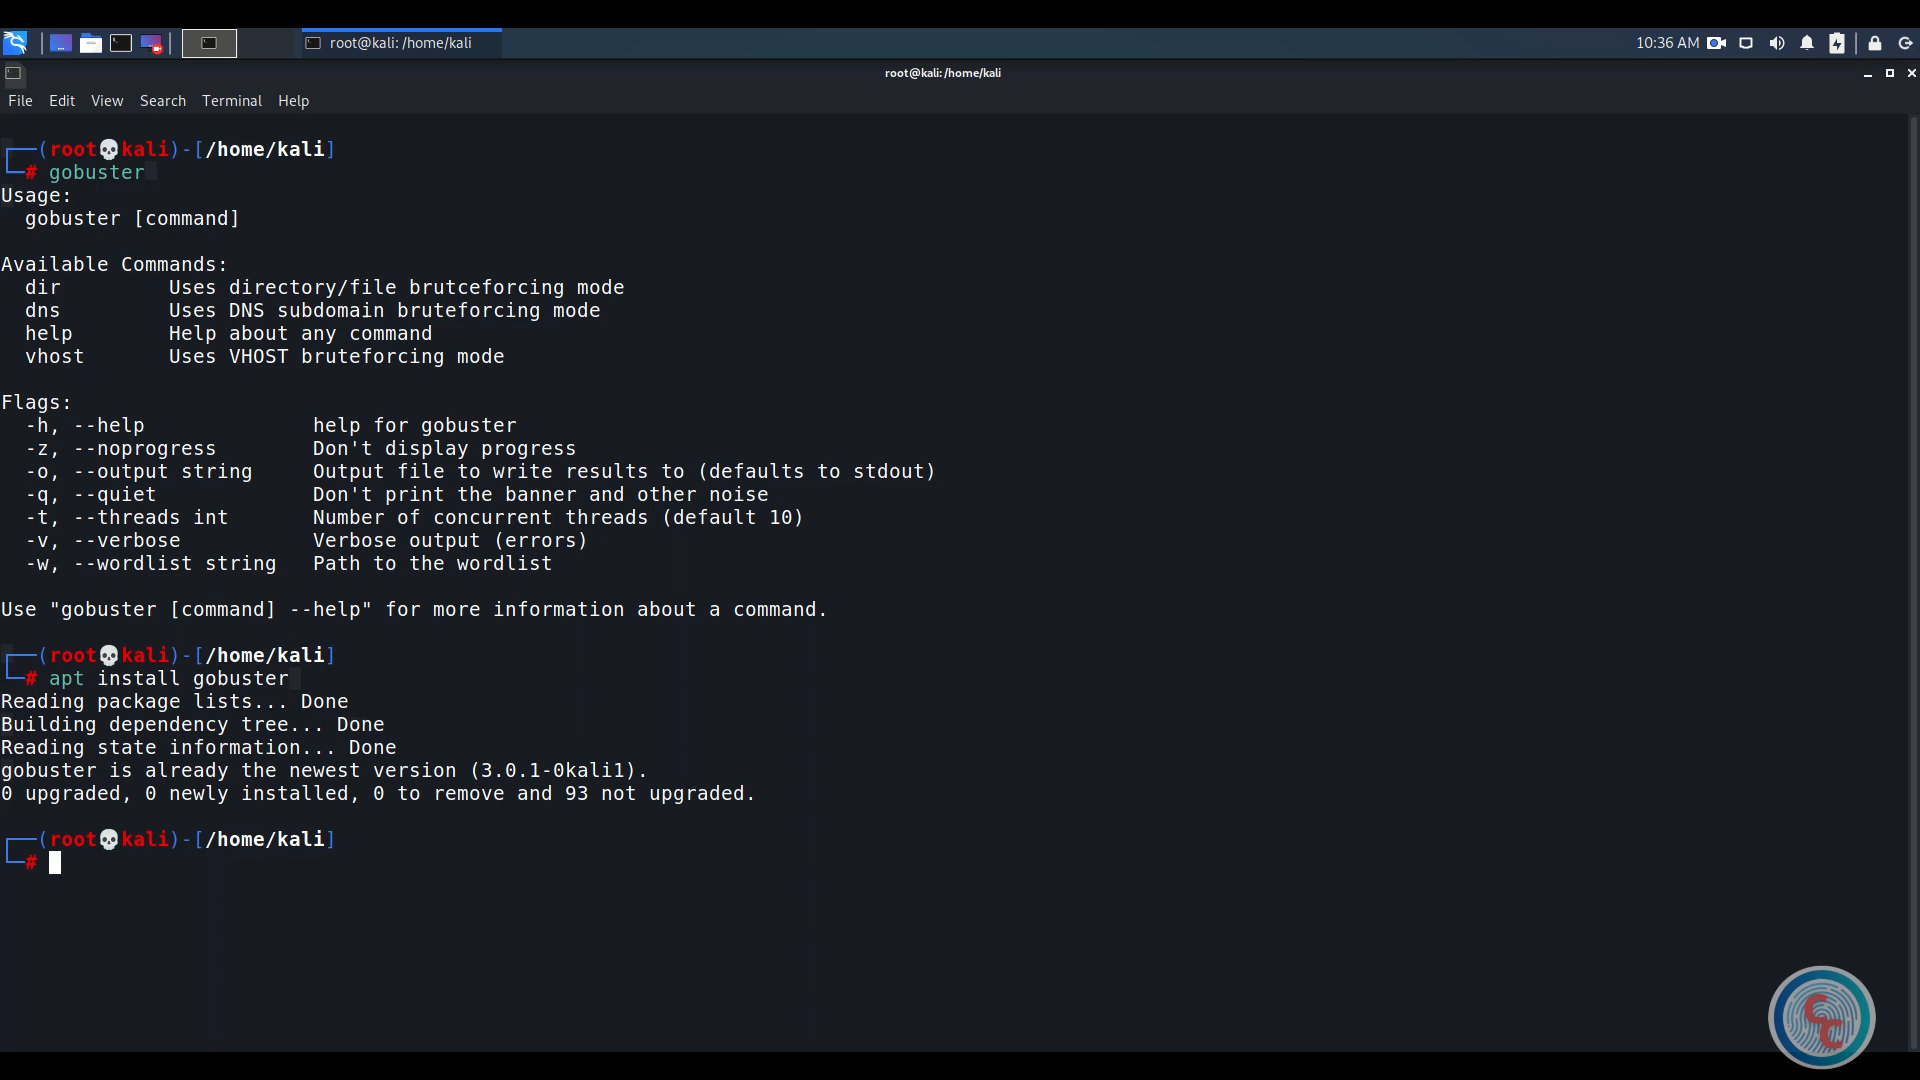 root@kali: /home/kali
10:36 AM
root@kali: /home/kali
File Edit View Search Terminal Help
┌──(root💀kali)-[/home/kali]
└─# gobuster
Usage:
gobuster [command]
Available Commands:
dir Uses directory/file brutceforcing mode
dns Uses DNS subdomain bruteforcing mode
help Help about any command
vhost Uses VHOST bruteforcing mode
Flags:
-h, --help help for gobuster
-z, --noprogress Don't display progress
-o, --output string Output file to write results to (defaults to stdout)
-q, --quiet Don't print the banner and other noise
-t, --threads int Number of concurrent threads (default 10)
-v, --verbose Verbose output (errors)
-w, --wordlist string Path to the wordlist
Use "gobuster [command] --help" for more information about a command.
┌──(root💀kali)-[/home/kali]
└─# apt install gobuster
Reading package lists... Done
Building dependency tree... Done
Reading state information... Done
gobuster is already the newest version (3.0.1-0kali1).
0 upgraded, 0 newly installed, 0 to remove and 93 not upgraded.
┌──(root💀kali)-[/home/kali]
└─#
CC